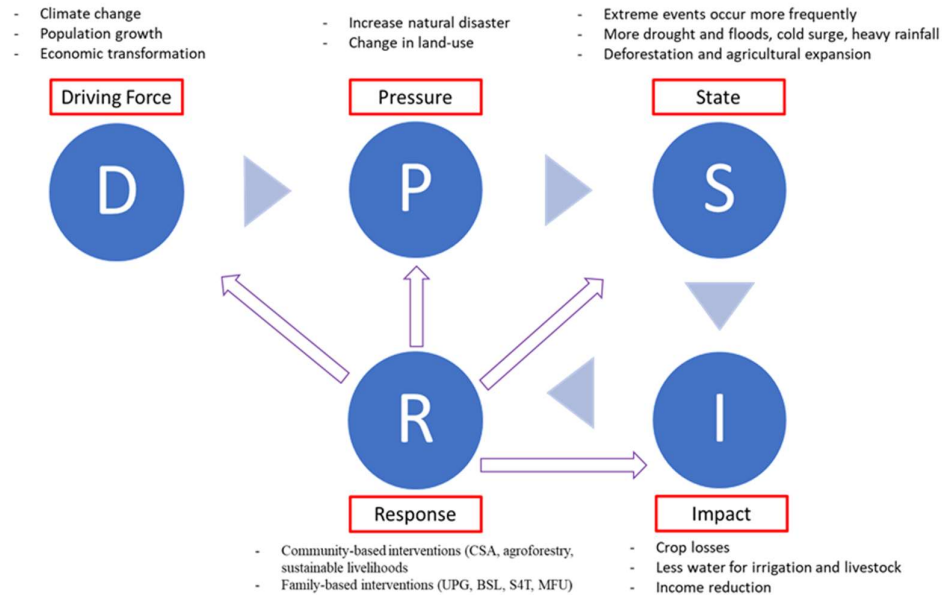 - Climate change
- Population growth
- Economic transformation
- Increase natural disaster
- Change in land-use
- Extreme events occur more frequently
- More drought and floods, cold surge, heavy rainfall
- Deforestation and agricultural expansion
Driving Force
Pressure
State
D
P
S
R
I
Response
Impact
- Community-based interventions (CSA, agroforestry,
sustainable livelihoods
- Family-based interventions (UPG, BSL, S4T, MFU)
- Crop losses
- Less water for irrigation and livestock
- Income reduction